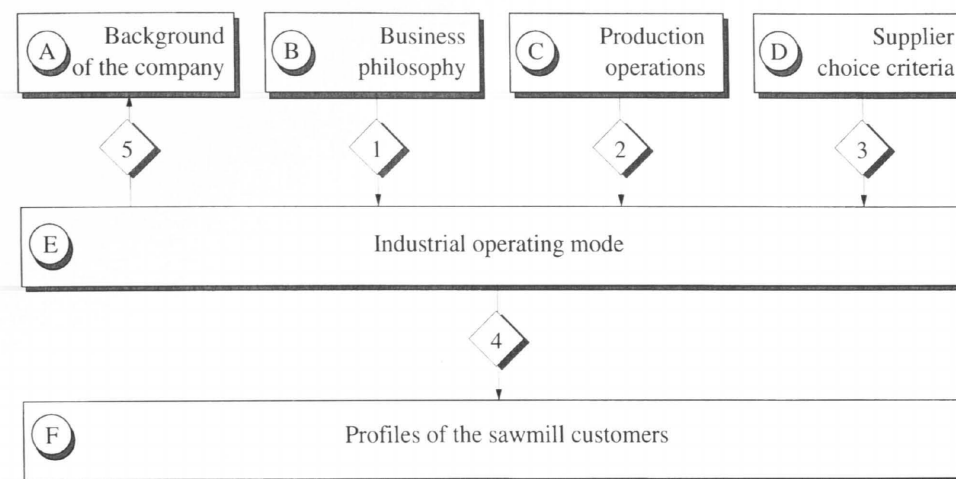 A Background
of the company
B Business
philosophy
C Production
operations
D Supplier
choice criteria
5
1
2
3
E Industrial operating mode
4
F Profiles of the sawmill customers